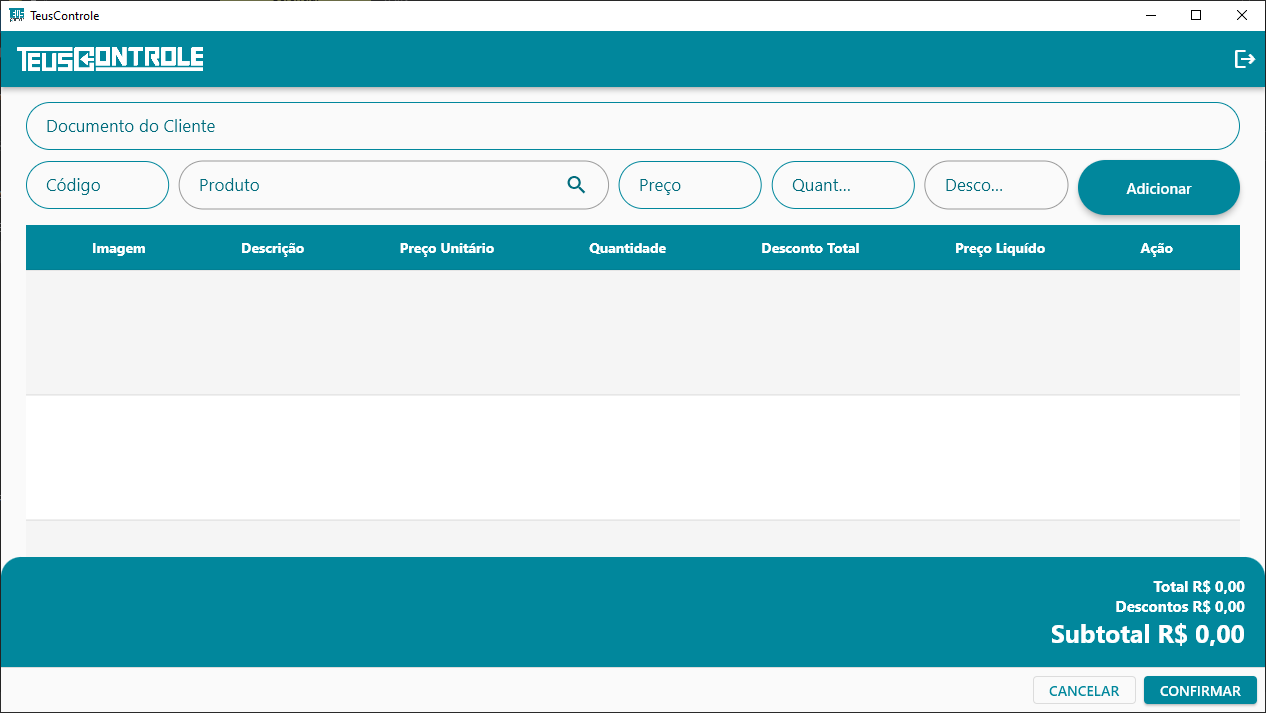 TeusControle
TEUSCONTROLE
Documento do Cliente
Código Produto Preço Quant... Desco... Adicionar
Imagem Descrição Preço Unitário Quantidade Desconto Total Preço Liquído Ação
Total R$ 0,00
Descontos R$ 0,00
Subtotal R$ 0,00
CANCELAR CONFIRMAR